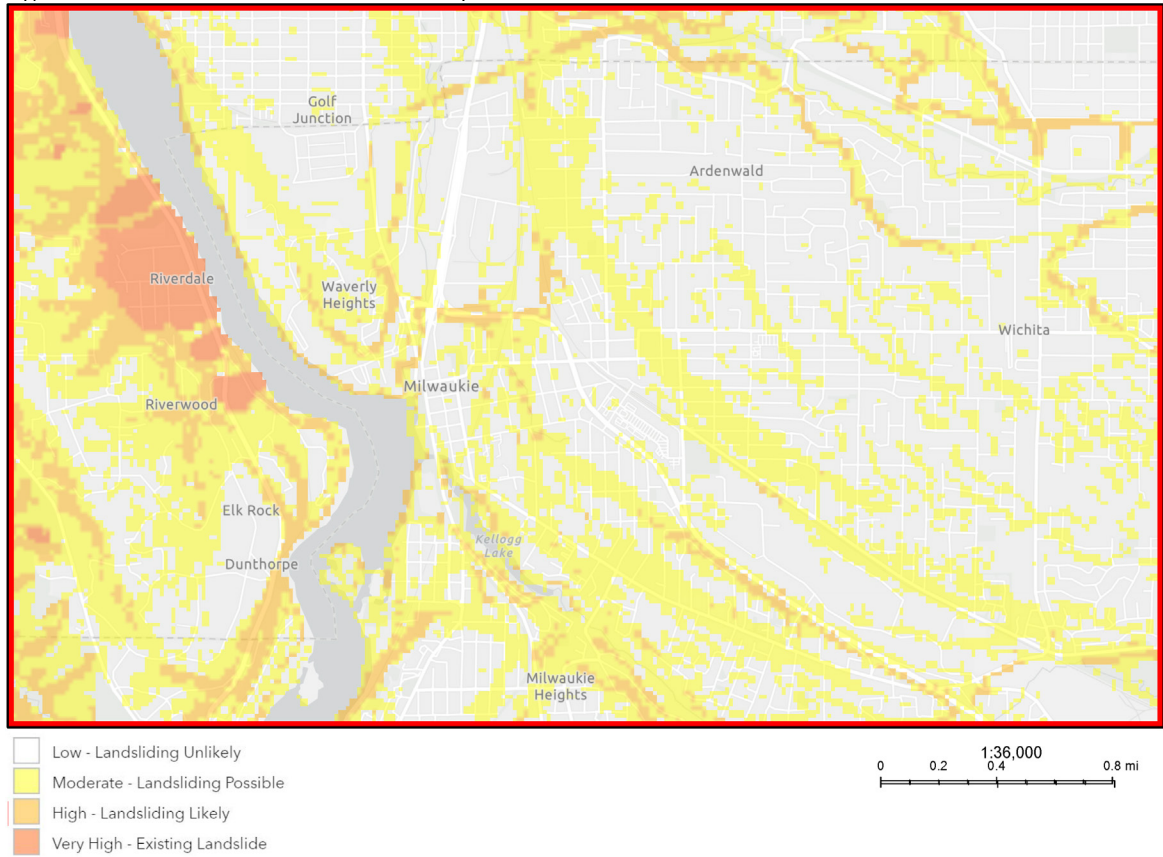 Golf
Junction
Ardenwald
Riverdale
Waverly
Heights
Wichita
Milwaukie
Riverwood
Elk Rock
Kellogg
Lake
Dunthorpe
Milwaukie
Heights
Low - Landsliding Unlikely
Moderate - Landsliding Possible
High - Landsliding Likely
Very High - Existing Landslide
1:36,000
0 0.2 0.4 0.8 mi